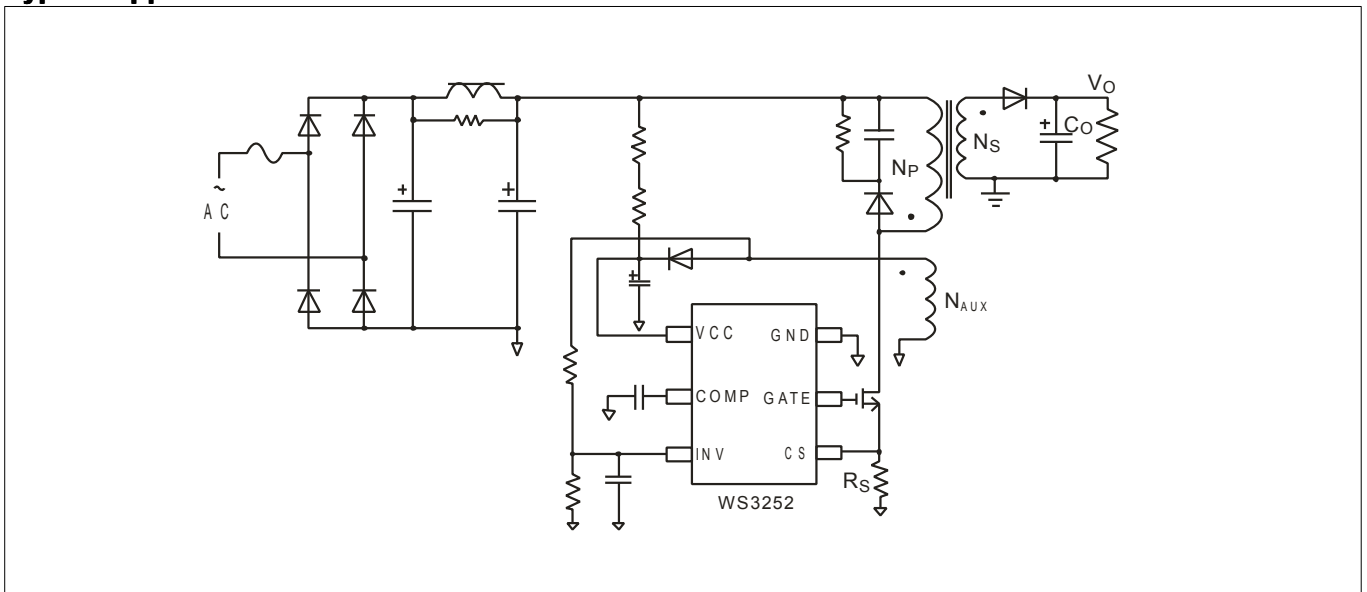 VO
CO
NS
NP
~
A C
+
+
+
+
NAUX
VCC
GND
COMP
GATE
INV
CS
RS
WS3252